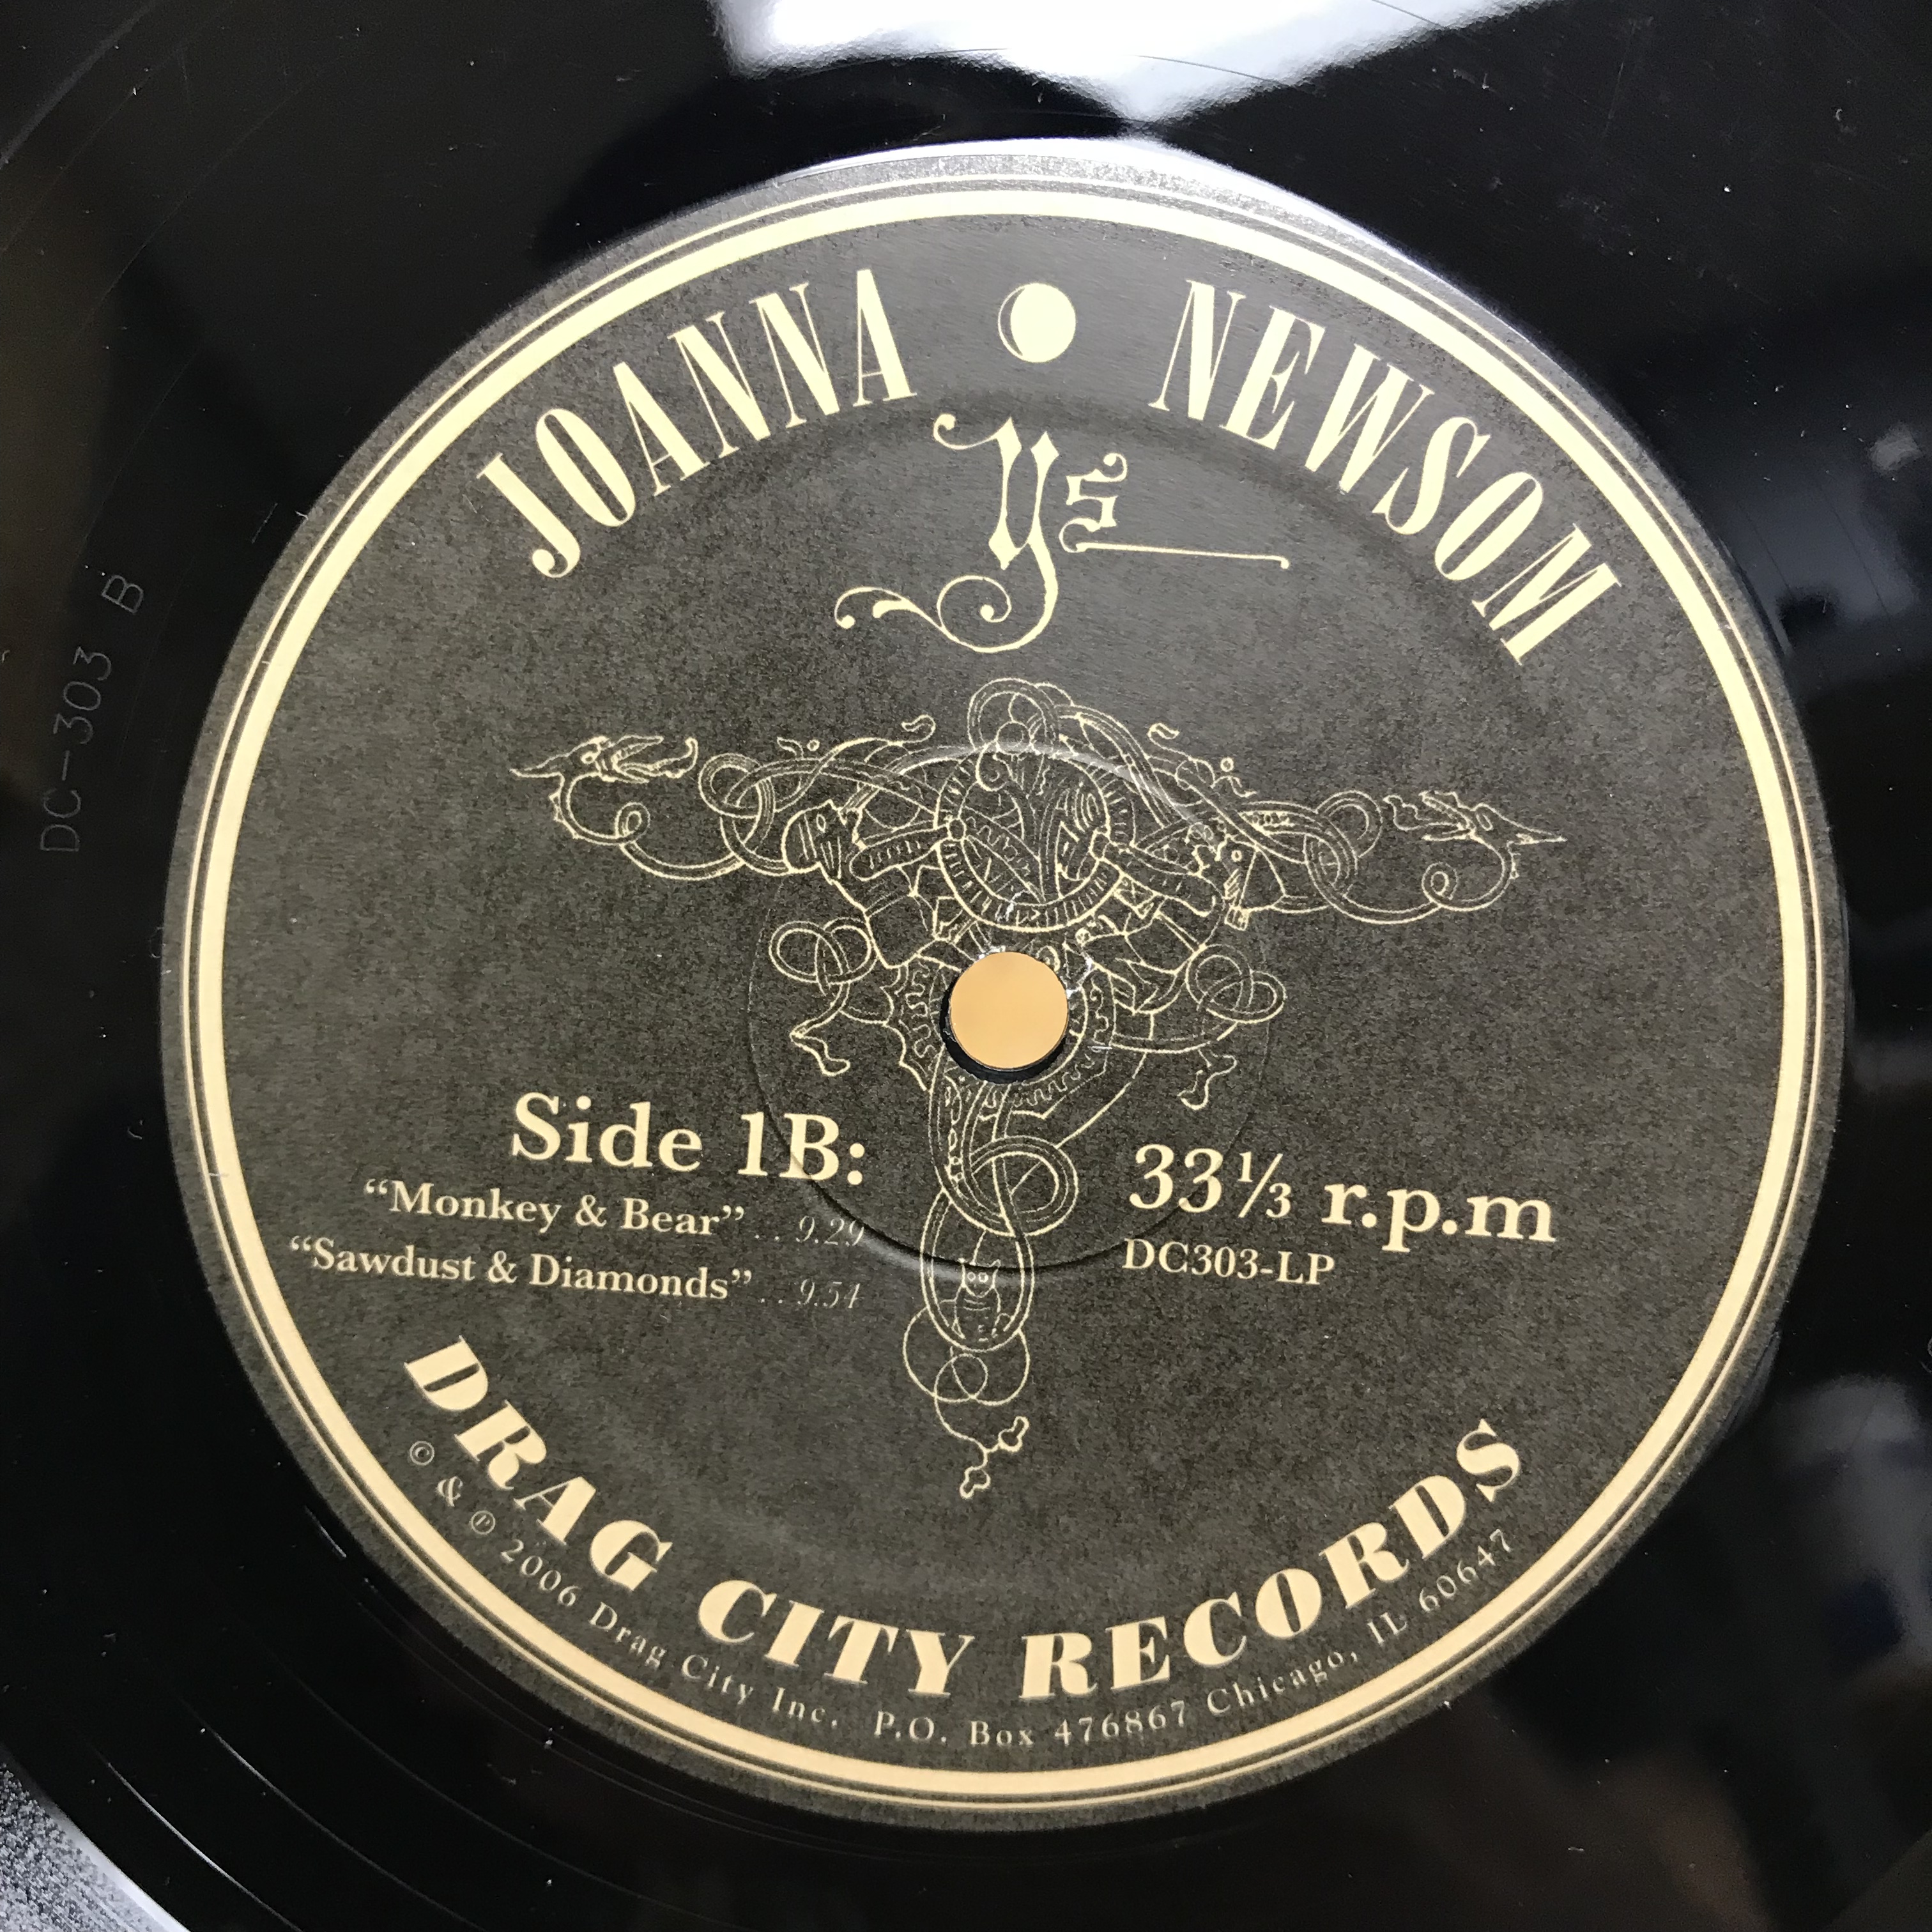 JOANNA NEWSOM
Ys
Side 1B:
“Monkey & Bear” . . 9.29
“Sawdust & Diamonds” . . 9.54
33⅓ r.p.m
DC303-LP
DRAG CITY RECORDS
© & ℗ 2006 Drag City Inc. P.O. Box 476867 Chicago, IL 60647
DC-303 B